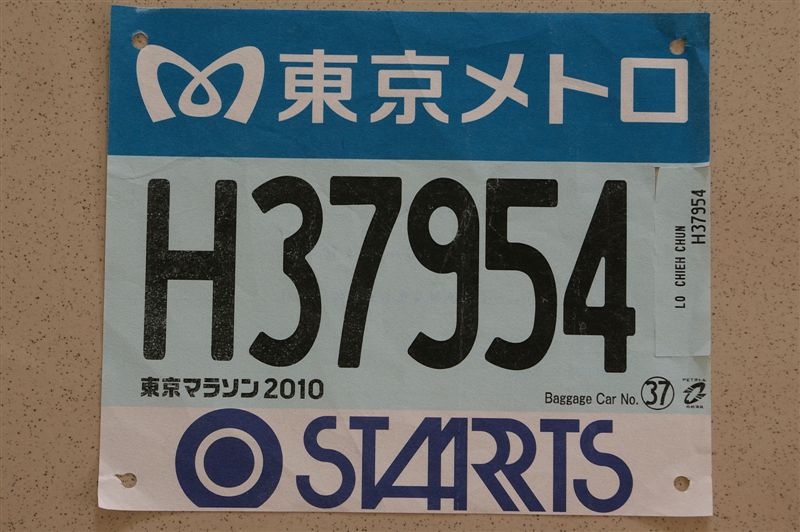 東京メトロ
H37954
LO CHIEH CHUN
H37954
東京マラソン2010
Baggage Car No. 37
STARTS